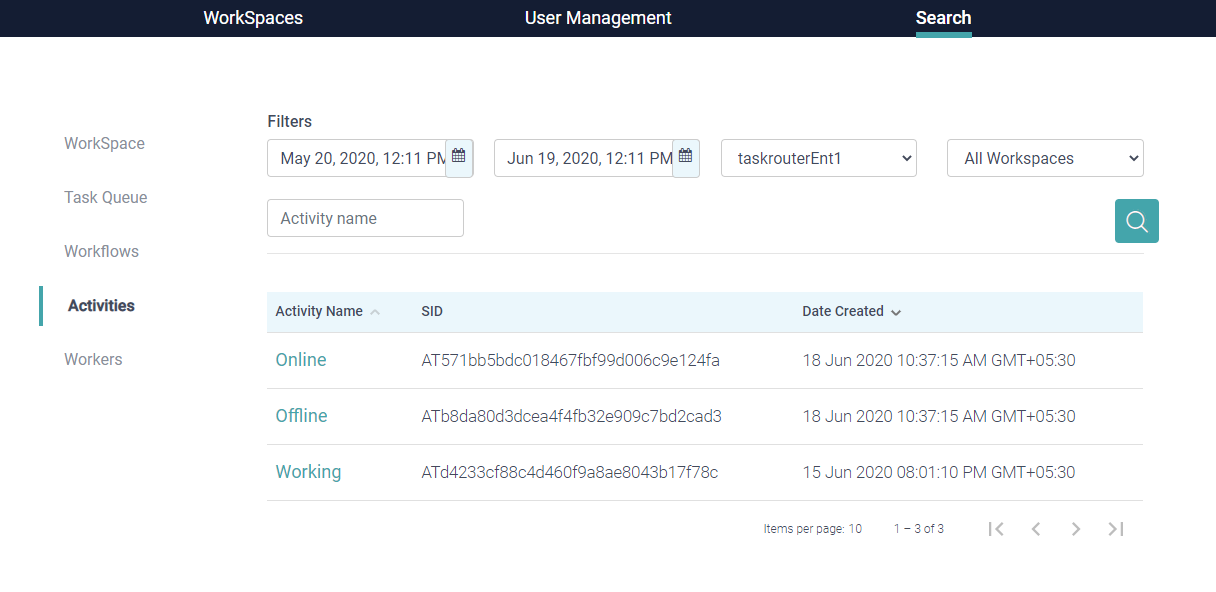 WorkSpaces User Management Search
Filters
WorkSpace
May 20, 2020, 12:11 PM Jun 19, 2020, 12:11 PM taskrouterEnt1 All Workspaces
Task Queue
Activity name
Workflows
Activities
Workers
Activity Name SID Date Created
Online AT571bb5bdc018467fbf99d006c9e124fa 18 Jun 2020 10:37:15 AM GMT+05:30
Offline ATb8da80d3dcea4f4fb32e909c7bd2cad3 18 Jun 2020 10:37:15 AM GMT+05:30
Working ATd4233cf88c4d460f9a8ae8043b17f78c 15 Jun 2020 08:01:10 PM GMT+05:30
Items per page: 10 1 – 3 of 3